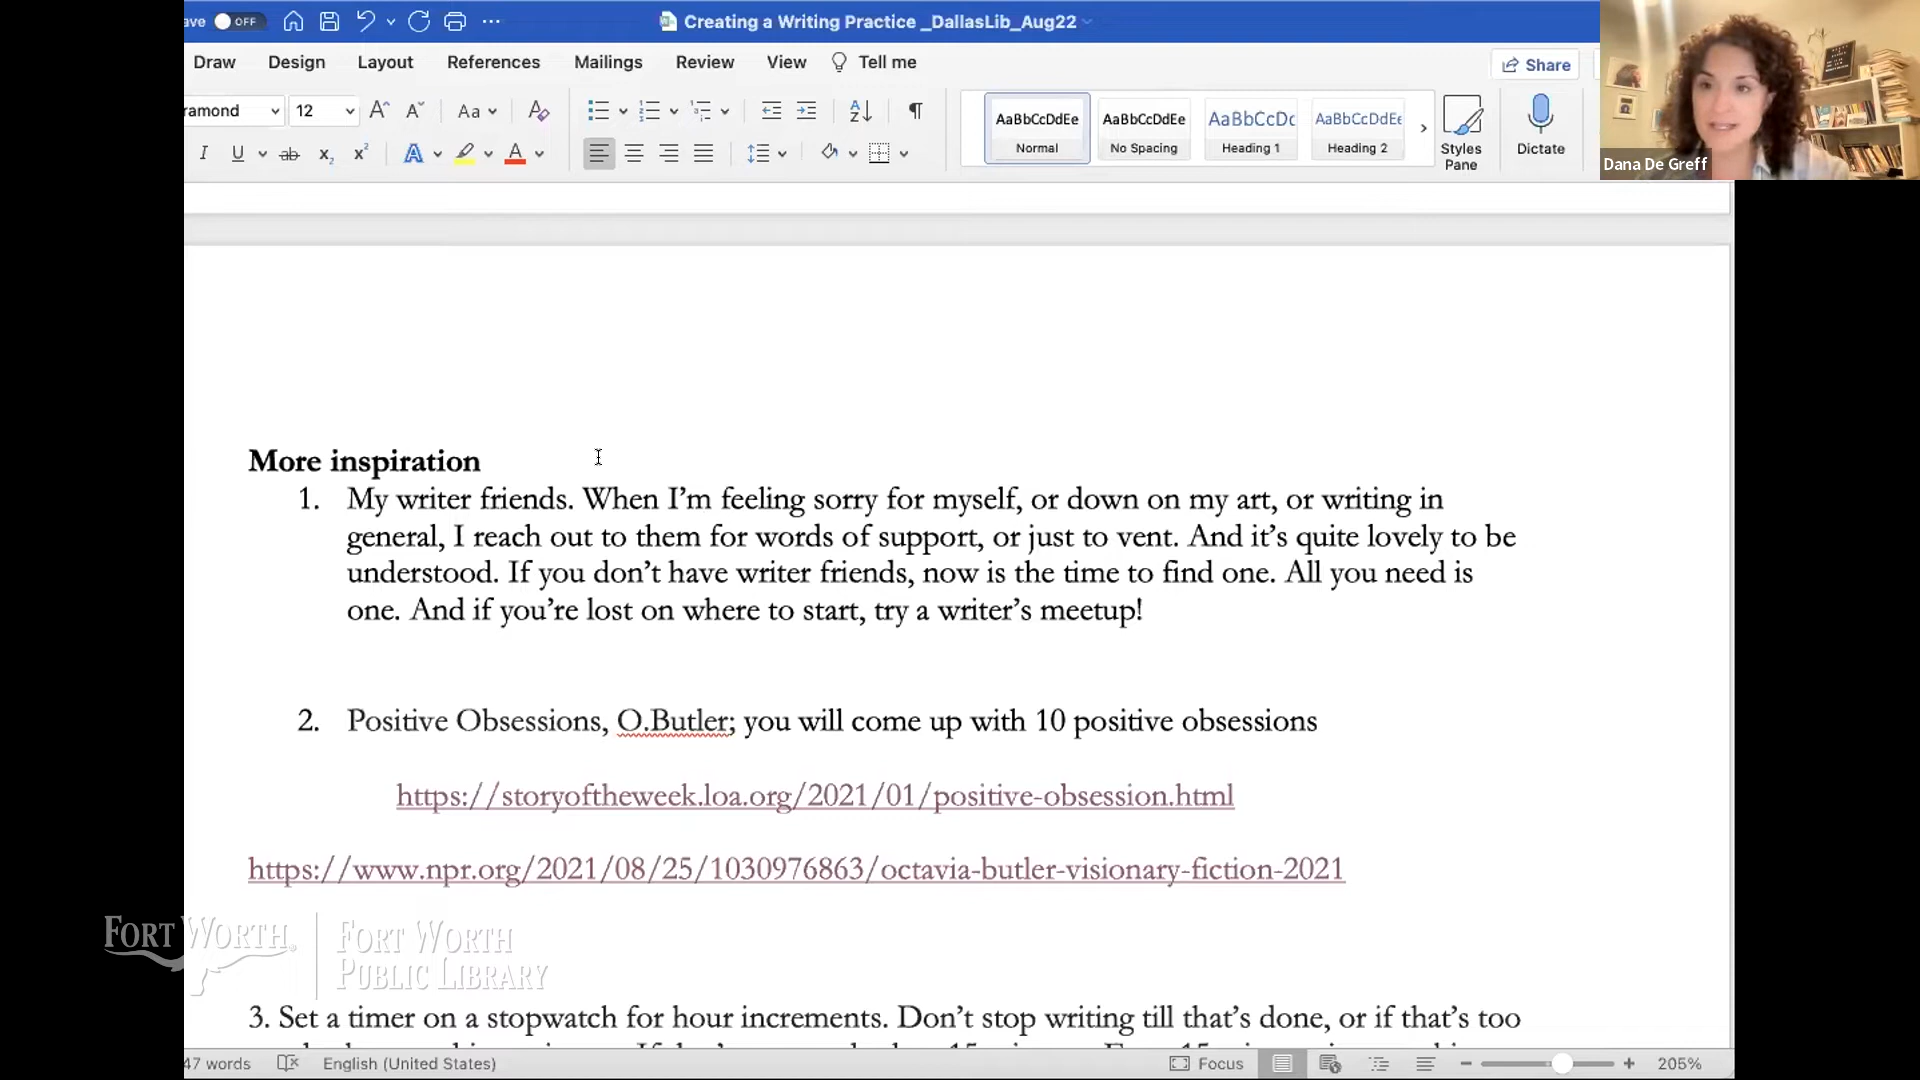 ave OFF Creating a Writing Practice _DallasLib_Aug22
Draw Design Layout References Mailings Review View Tell me Share
ramond 12 Aa
AaBbCcDdEe AaBbCcDdEe AaBbCcDc AaBbCcDdEe
Normal No Spacing Heading 1 Heading 2 Styles Pane Dictate
Dana De Greff
More inspiration
1. My writer friends. When I’m feeling sorry for myself, or down on my art, or writing in
general, I reach out to them for words of support, or just to vent. And it’s quite lovely to be
understood. If you don’t have writer friends, now is the time to find one. All you need is
one. And if you’re lost on where to start, try a writer’s meetup!
2. Positive Obsessions, O.Butler; you will come up with 10 positive obsessions
https://storyoftheweek.loa.org/2021/01/positive-obsession.html
https://www.npr.org/2021/08/25/1030976863/octavia-butler-visionary-fiction-2021
FORT WORTH®
FORT WORTH
PUBLIC LIBRARY
3. Set a timer on a stopwatch for hour increments. Don’t stop writing till that’s done, or if that’s too
47 words English (United States) Focus 205%